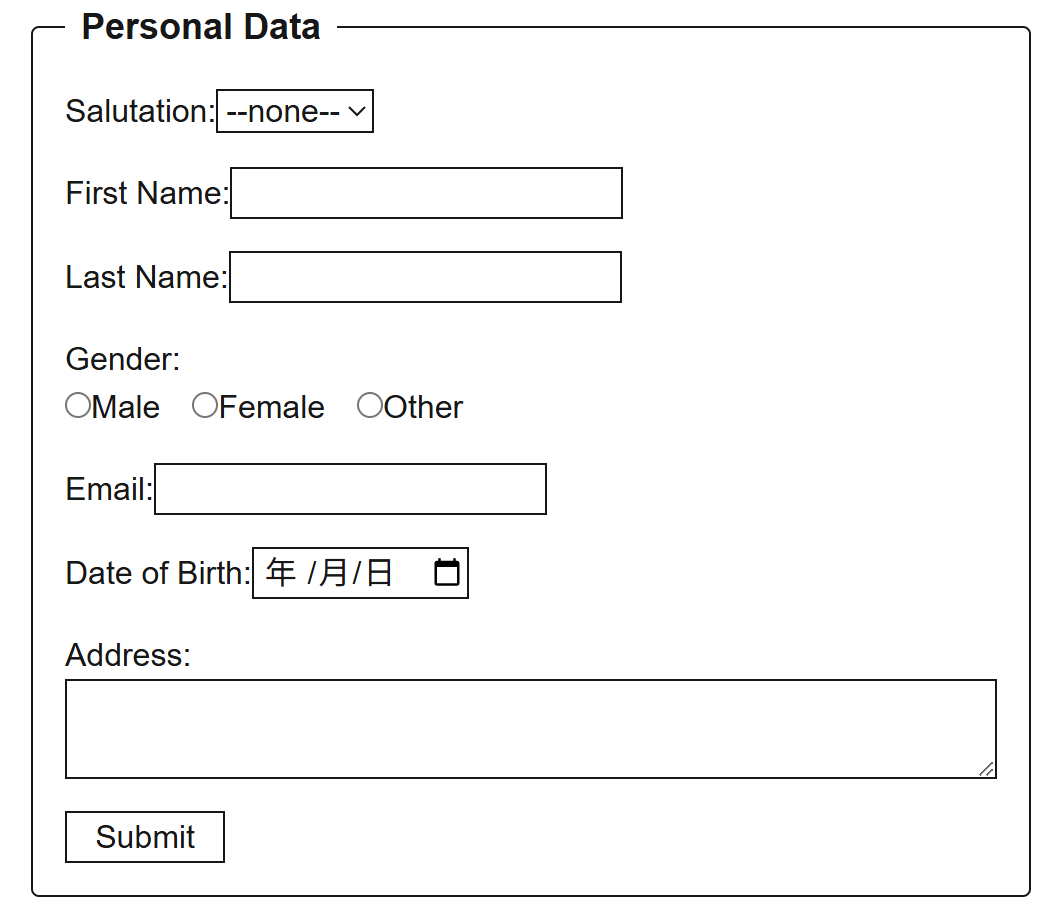 Personal Data
Salutation: --none--
First Name:
Last Name:
Gender:
Male Female Other
Email:
Date of Birth: 年 /月/日
Address:
Submit